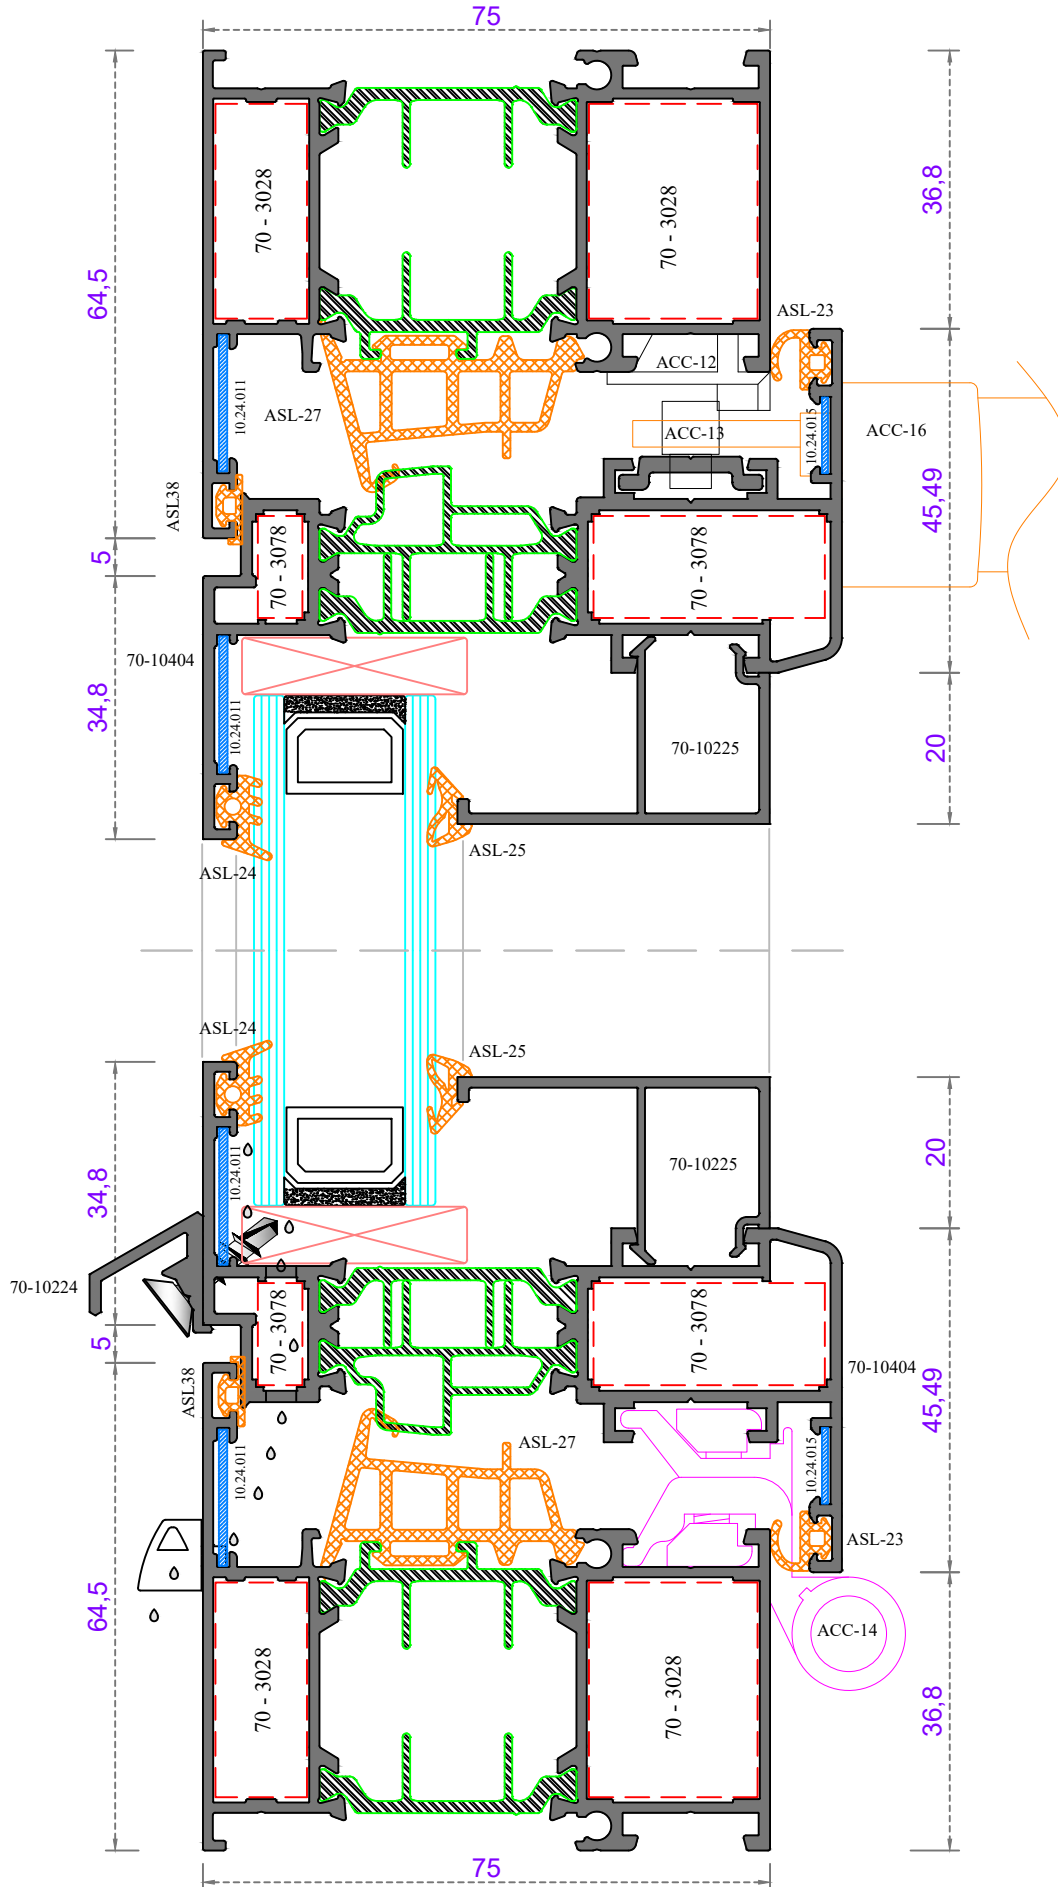 75
36,8
70 - 3028
70 - 3028
64,5
ASL-23
ACC-12
10.24.011
ASL-27
10.24.015
ACC-13
ACC-16
ASL38
45,49
5
70 - 3078
70 - 3078
70-10404
34,8
10.24.011
70-10225
20
ASL-24
ASL-25
ASL-24
ASL-25
34,8
10.24.011
70-10225
20
70-10224
5
70 - 3078
70 - 3078
70-10404
ASL38
45,49
10.24.011
ASL-27
10.24.015
ASL-23
64,5
ACC-14
70 - 3028
70 - 3028
36,8
75